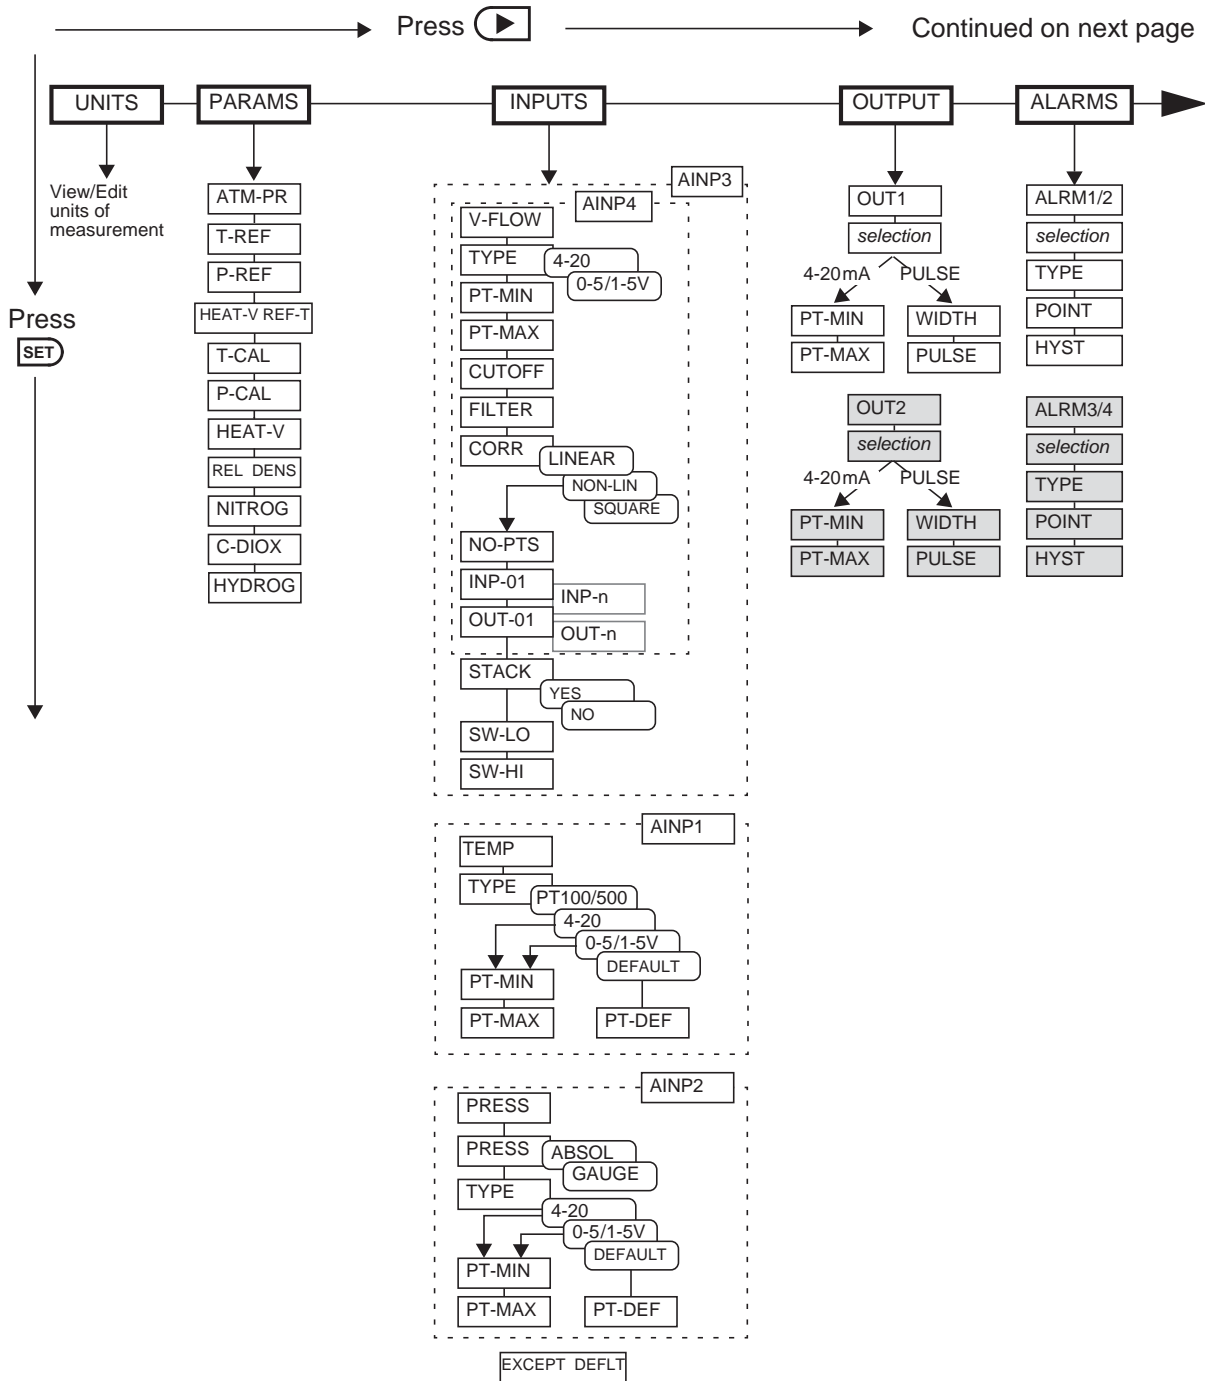 Press
Continued on next page
UNITS
PARAMS
INPUTS
OUTPUT
ALARMS
View/Edit
units of
measurement
Press
SET
ATM-PR
T-REF
P-REF
HEAT-V REF-T
T-CAL
P-CAL
HEAT-V
REL DENS
NITROG
C-DIOX
HYDROG
AINP3
AINP4
V-FLOW
TYPE
4-20
0-5/1-5V
PT-MIN
PT-MAX
CUTOFF
FILTER
CORR
LINEAR
NON-LIN
SQUARE
NO-PTS
INP-01
INP-n
OUT-01
OUT-n
STACK
YES
NO
SW-LO
SW-HI
AINP1
TEMP
TYPE
PT100/500
4-20
0-5/1-5V
DEFAULT
PT-MIN
PT-MAX
PT-DEF
AINP2
PRESS
PRESS
ABSOL
GAUGE
TYPE
4-20
0-5/1-5V
DEFAULT
PT-MIN
PT-MAX
PT-DEF
EXCEPT DEFLT
OUT1
selection
4-20mA
PULSE
PT-MIN
WIDTH
PT-MAX
PULSE
OUT2
selection
4-20mA
PULSE
PT-MIN
WIDTH
PT-MAX
PULSE
ALRM1/2
selection
TYPE
POINT
HYST
ALRM3/4
selection
TYPE
POINT
HYST